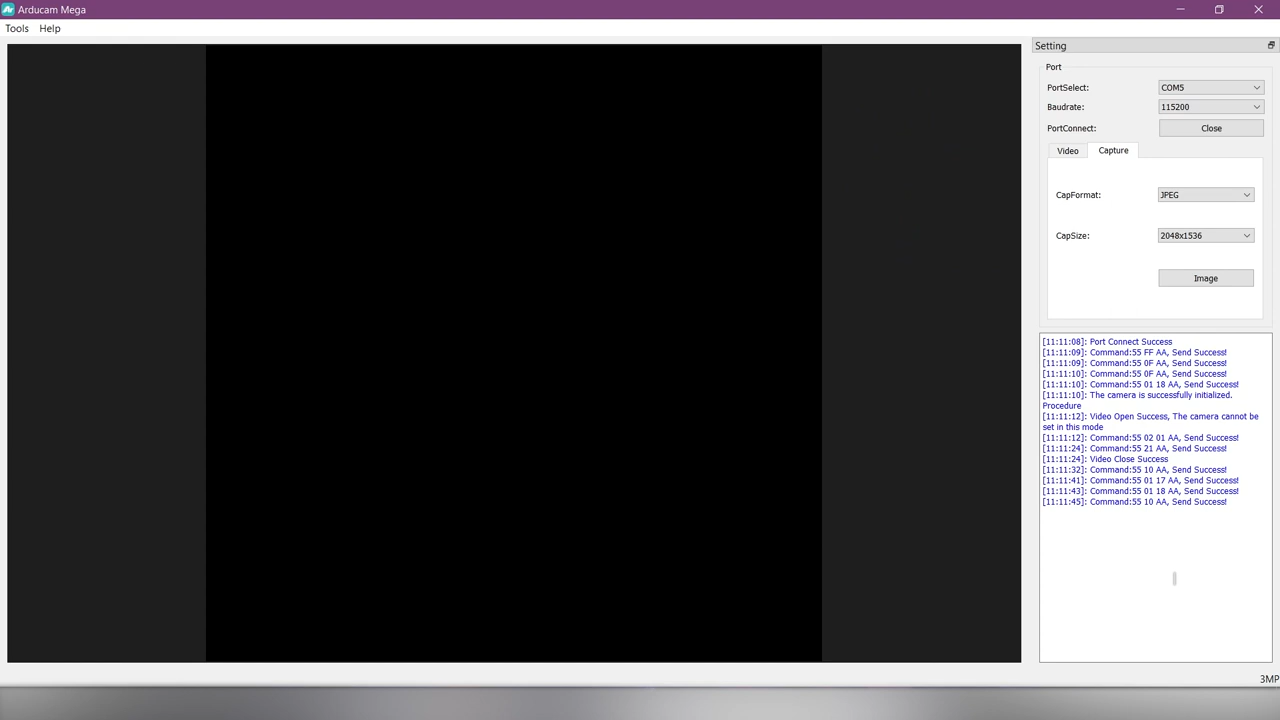 Arducam Mega
Tools Help
Setting
Port
PortSelect: COM5
Baudrate: 115200
PortConnect: Close
Video Capture
CapFormat: JPEG
CapSize: 2048x1536
Image
[11:11:08]: Port Connect Success
[11:11:09]: Command:55 FF AA, Send Success!
[11:11:09]: Command:55 0F AA, Send Success!
[11:11:10]: Command:55 0F AA, Send Success!
[11:11:10]: Command:55 01 18 AA, Send Success!
[11:11:10]: The camera is successfully initialized.
Procedure
[11:11:12]: Video Open Success, The camera cannot be
set in this mode
[11:11:12]: Command:55 02 01 AA, Send Success!
[11:11:24]: Command:55 21 AA, Send Success!
[11:11:24]: Video Close Success
[11:11:32]: Command:55 10 AA, Send Success!
[11:11:41]: Command:55 01 17 AA, Send Success!
[11:11:43]: Command:55 01 18 AA, Send Success!
[11:11:45]: Command:55 10 AA, Send Success!
3MP